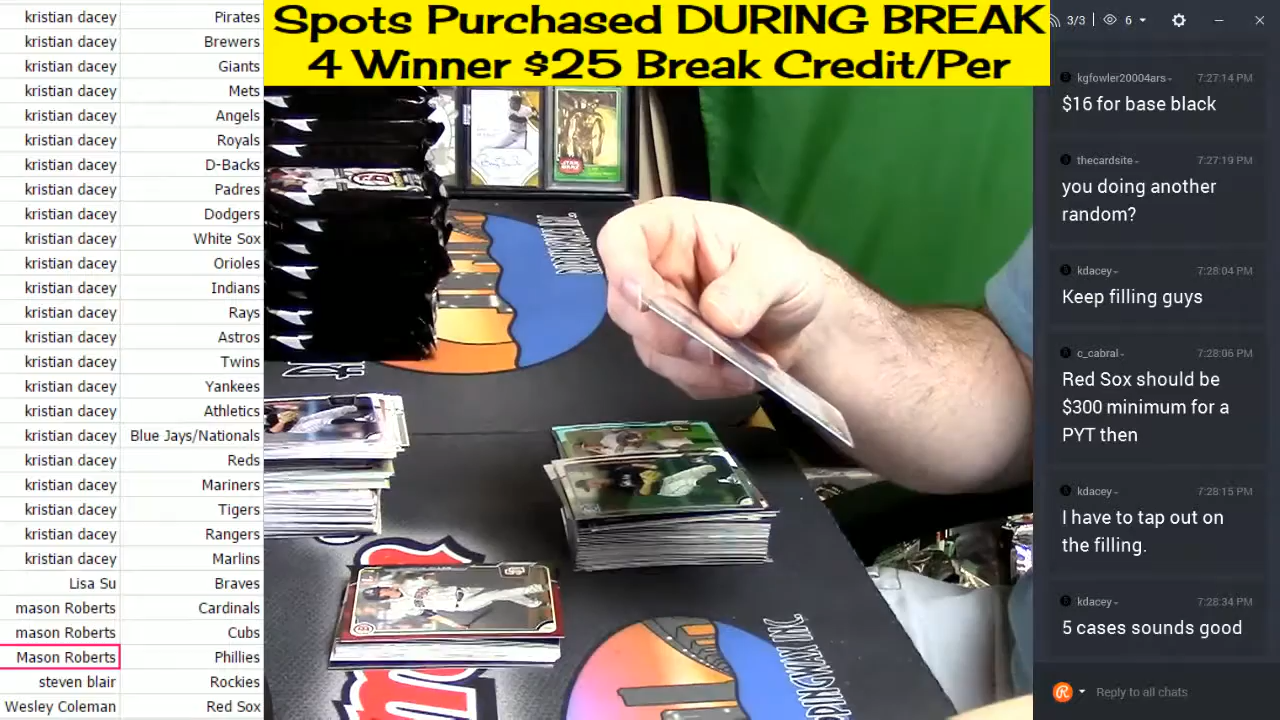 Spots Purchased DURING BREAK
4 Winner $25 Break Credit/Per
kristian dacey Pirates
kristian dacey Brewers
kristian dacey Giants
kristian dacey Mets
kristian dacey Angels
kristian dacey Royals
kristian dacey D-Backs
kristian dacey Padres
kristian dacey Dodgers
kristian dacey White Sox
kristian dacey Orioles
kristian dacey Indians
kristian dacey Rays
kristian dacey Astros
kristian dacey Twins
kristian dacey Yankees
kristian dacey Athletics
kristian dacey Blue Jays/Nationals
kristian dacey Reds
kristian dacey Mariners
kristian dacey Tigers
kristian dacey Rangers
kristian dacey Marlins
Lisa Su Braves
mason Roberts Cardinals
mason Roberts Cubs
Mason Roberts Phillies
steven blair Rockies
Wesley Coleman Red Sox
STAR WARS
3/3 6
kgfowler20004ars 7:27:14 PM
$16 for base black
thecardsite 7:27:19 PM
you doing another
random?
kdacey 7:28:04 PM
Keep filling guys
c_cabral 7:28:06 PM
Red Sox should be
$300 minimum for a
PYT then
kdacey 7:28:15 PM
I have to tap out on
the filling.
kdacey 7:28:34 PM
5 cases sounds good
Reply to all chats